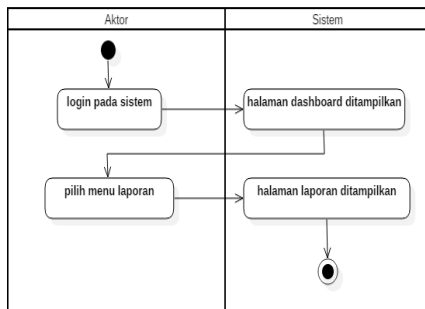 Aktor
Sistem
login pada sistem
halaman dashboard ditampilkan
pilih menu laporan
halaman laporan ditampilkan